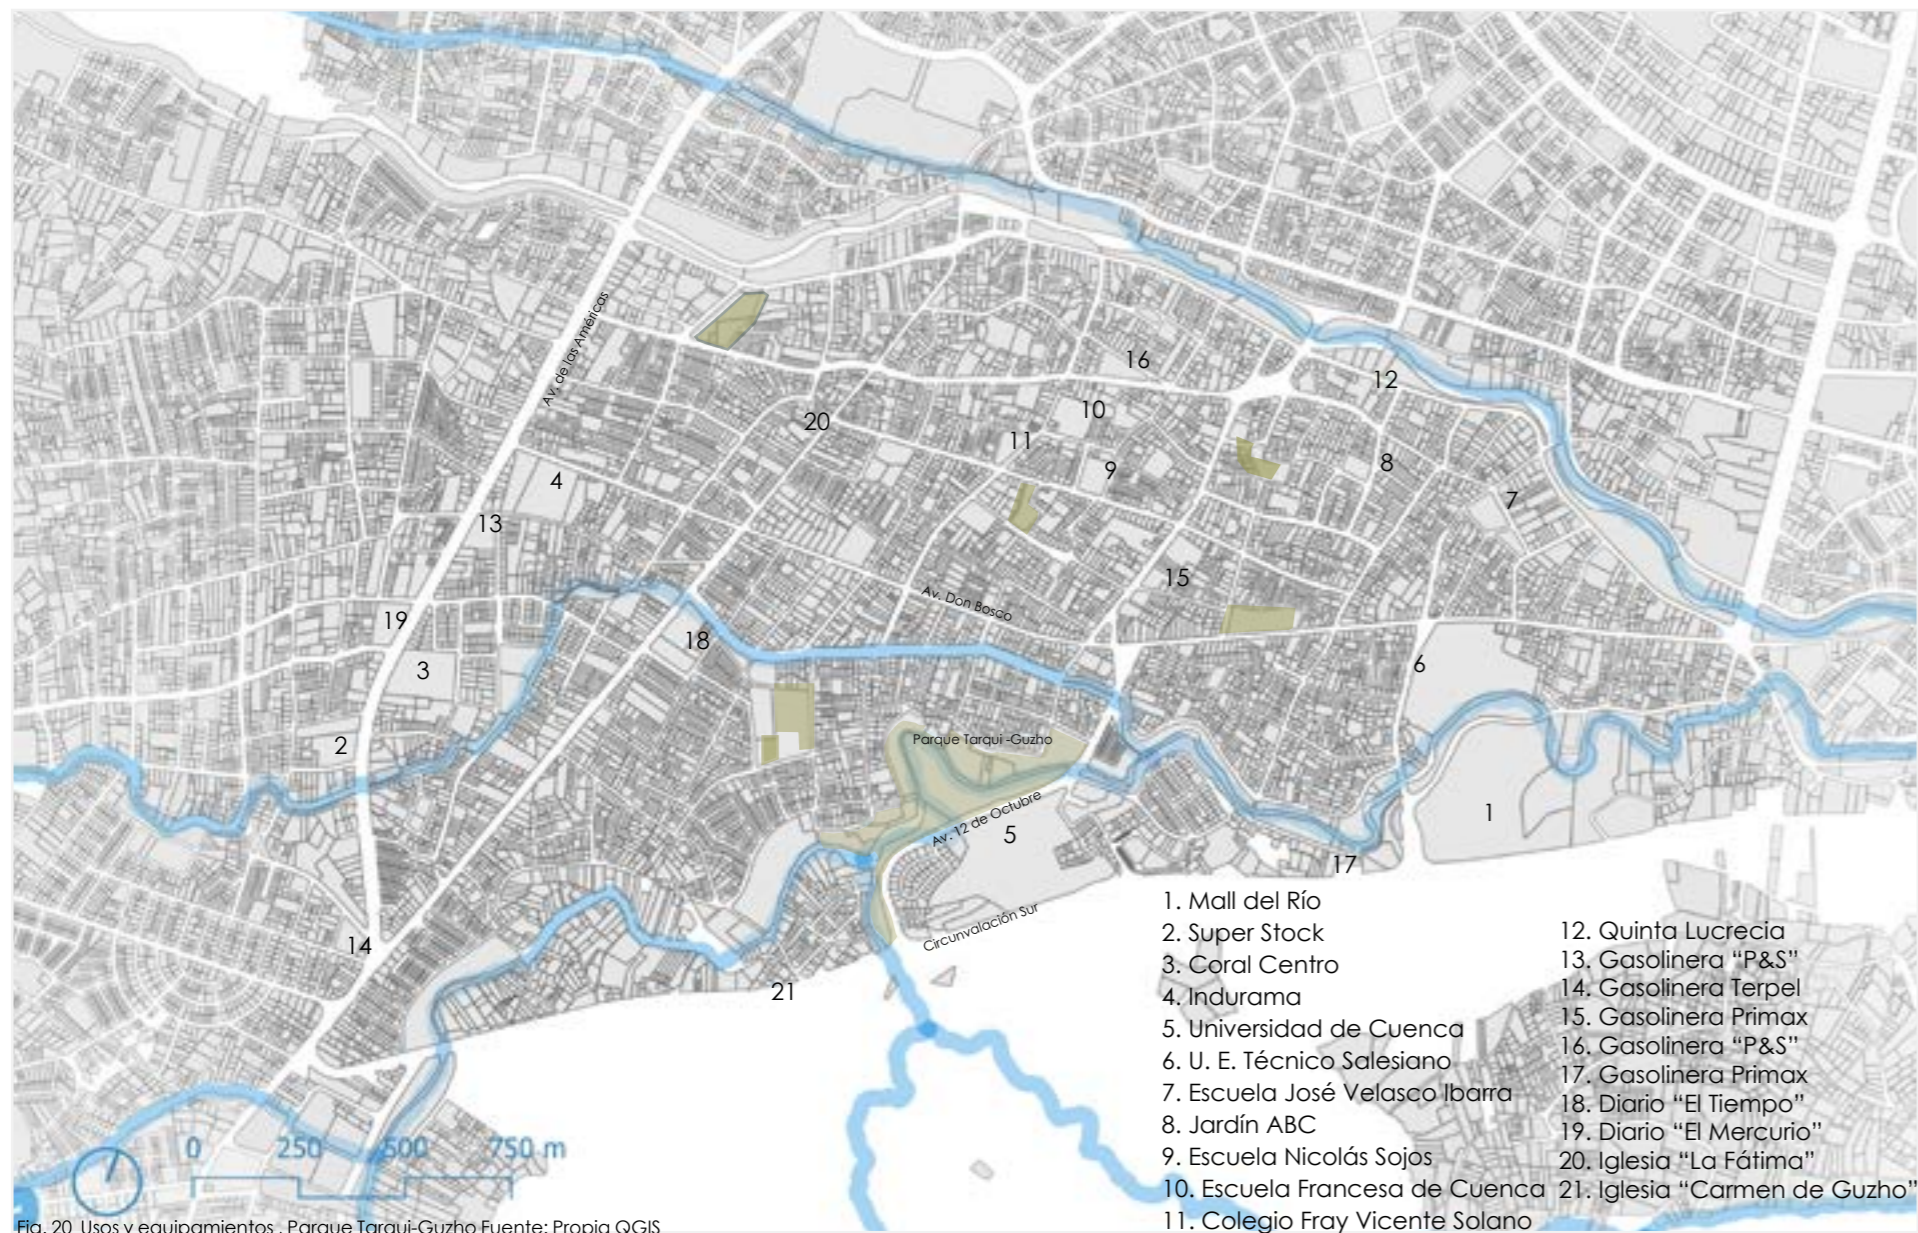 Av. de las Américas
16
12
10
20
11
9
8
4
7
13
15
Av. Don Bosco
19
18
6
3
Parque Tarqui -Guzho
2
Av. 12 de Octubre
5
1
17
14
Circunvalación Sur
21
1. Mall del Río
2. Super Stock
3. Coral Centro
4. Indurama
5. Universidad de Cuenca
6. U. E. Técnico Salesiano
7. Escuela José Velasco Ibarra
8. Jardín ABC
9. Escuela Nicolás Sojos
10. Escuela Francesa de Cuenca
11. Colegio Fray Vicente Solano
12. Quinta Lucrecia
13. Gasolinera “P&S”
14. Gasolinera Terpel
15. Gasolinera Primax
16. Gasolinera “P&S”
17. Gasolinera Primax
18. Diario “El Tiempo”
19. Diario “El Mercurio”
20. Iglesia “La Fátima”
21. Iglesia “Carmen de Guzho”
0 250 500 750 m
Fig. 20 Usos y equipamientos . Parque Tarqui-Guzho Fuente: Propia QGIS